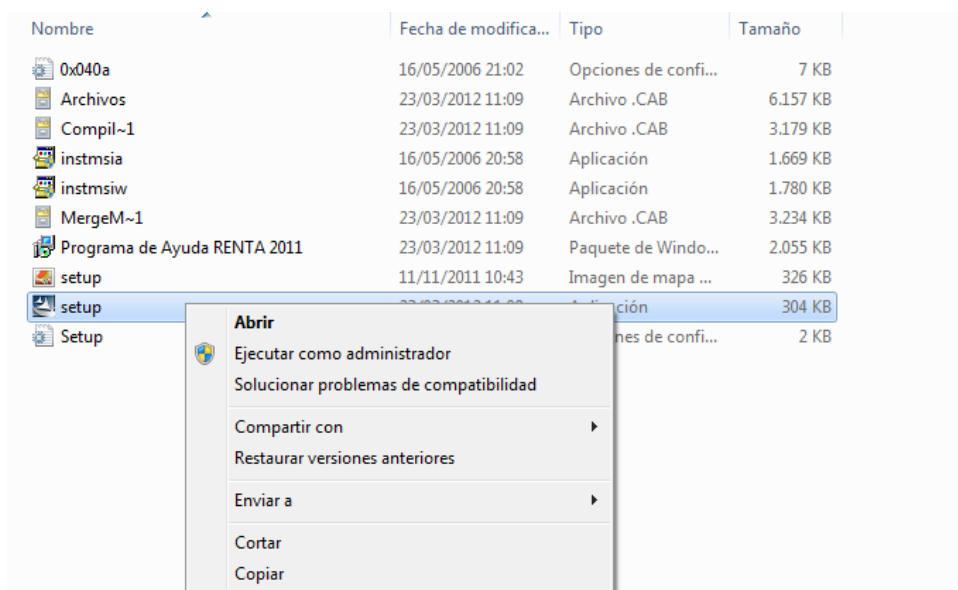 Nombre Fecha de modifica... Tipo Tamaño
0x040a 16/05/2006 21:02 Opciones de confi... 7 KB
Archivos 23/03/2012 11:09 Archivo .CAB 6.157 KB
Compil~1 23/03/2012 11:09 Archivo .CAB 3.179 KB
instmsia 16/05/2006 20:58 Aplicación 1.669 KB
instmsiw 16/05/2006 20:58 Aplicación 1.780 KB
MergeM~1 23/03/2012 11:09 Archivo .CAB 3.234 KB
Programa de Ayuda RENTA 2011 23/03/2012 11:09 Paquete de Windo... 2.055 KB
setup 11/11/2011 10:43 Imagen de mapa ... 326 KB
setup 304 KB
Setup 2 KB
Abrir
Ejecutar como administrador
Solucionar problemas de compatibilidad
Compartir con
Restaurar versiones anteriores
Enviar a
Cortar
Copiar